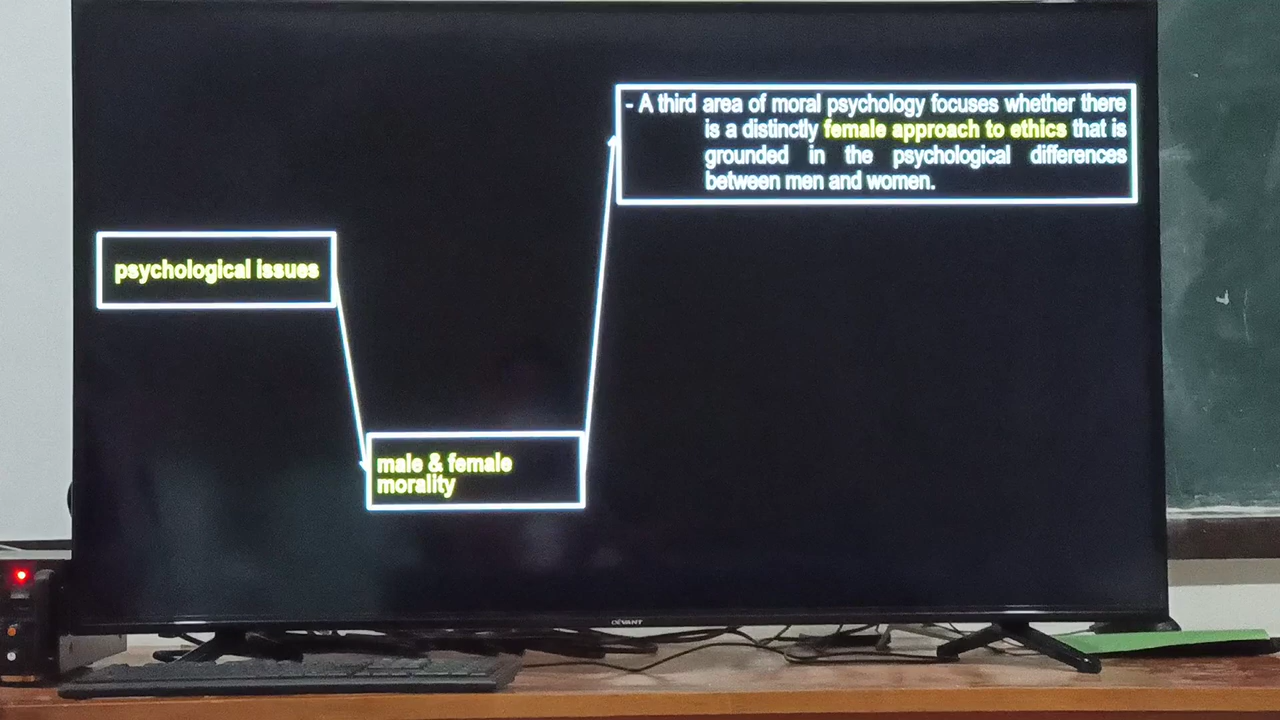 - A third area of moral psychology focuses whether there
is a distinctly female approach to ethics that is
grounded in the psychological differences
between men and women.
psychological issues
male & female
morality
DEVANT